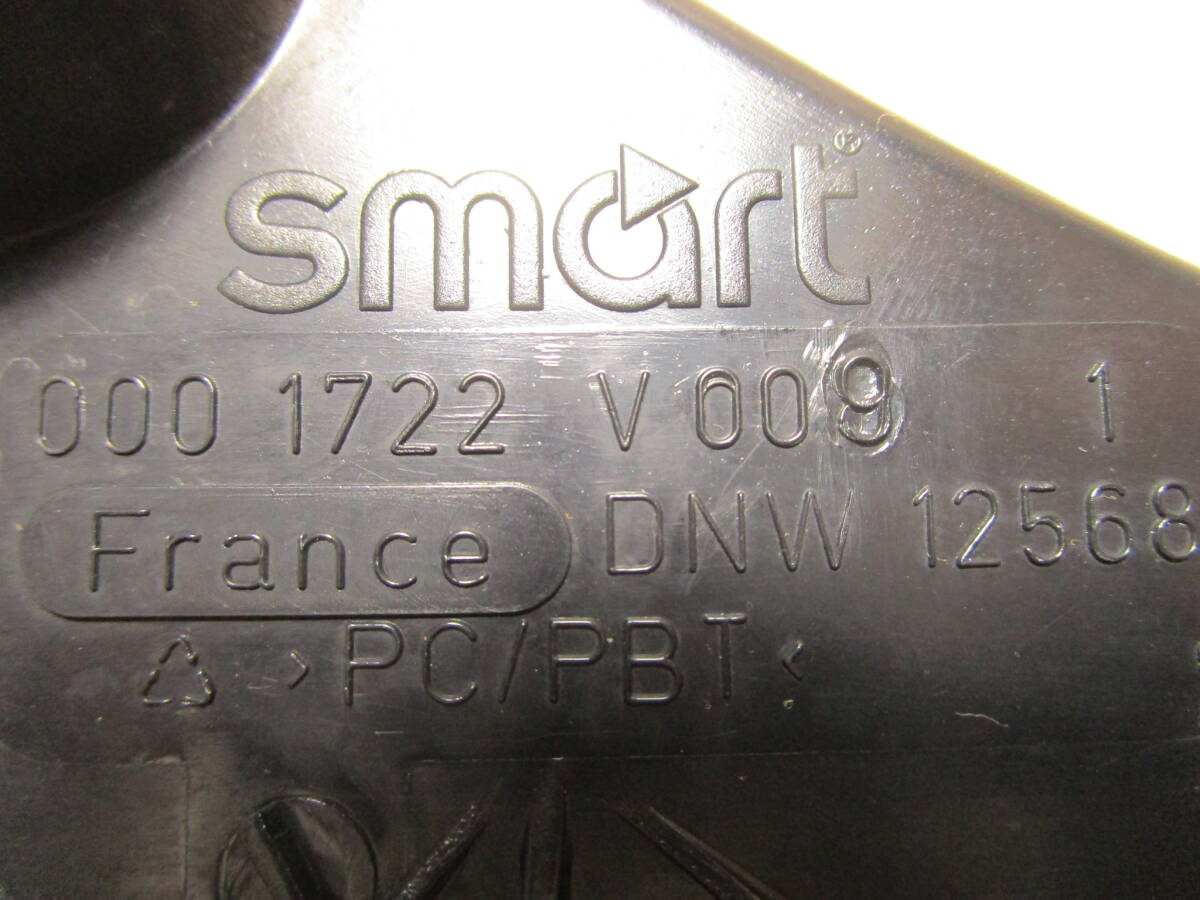 smart®
000 1722 V 009 1
France DNW 12568
>PC/PBT<